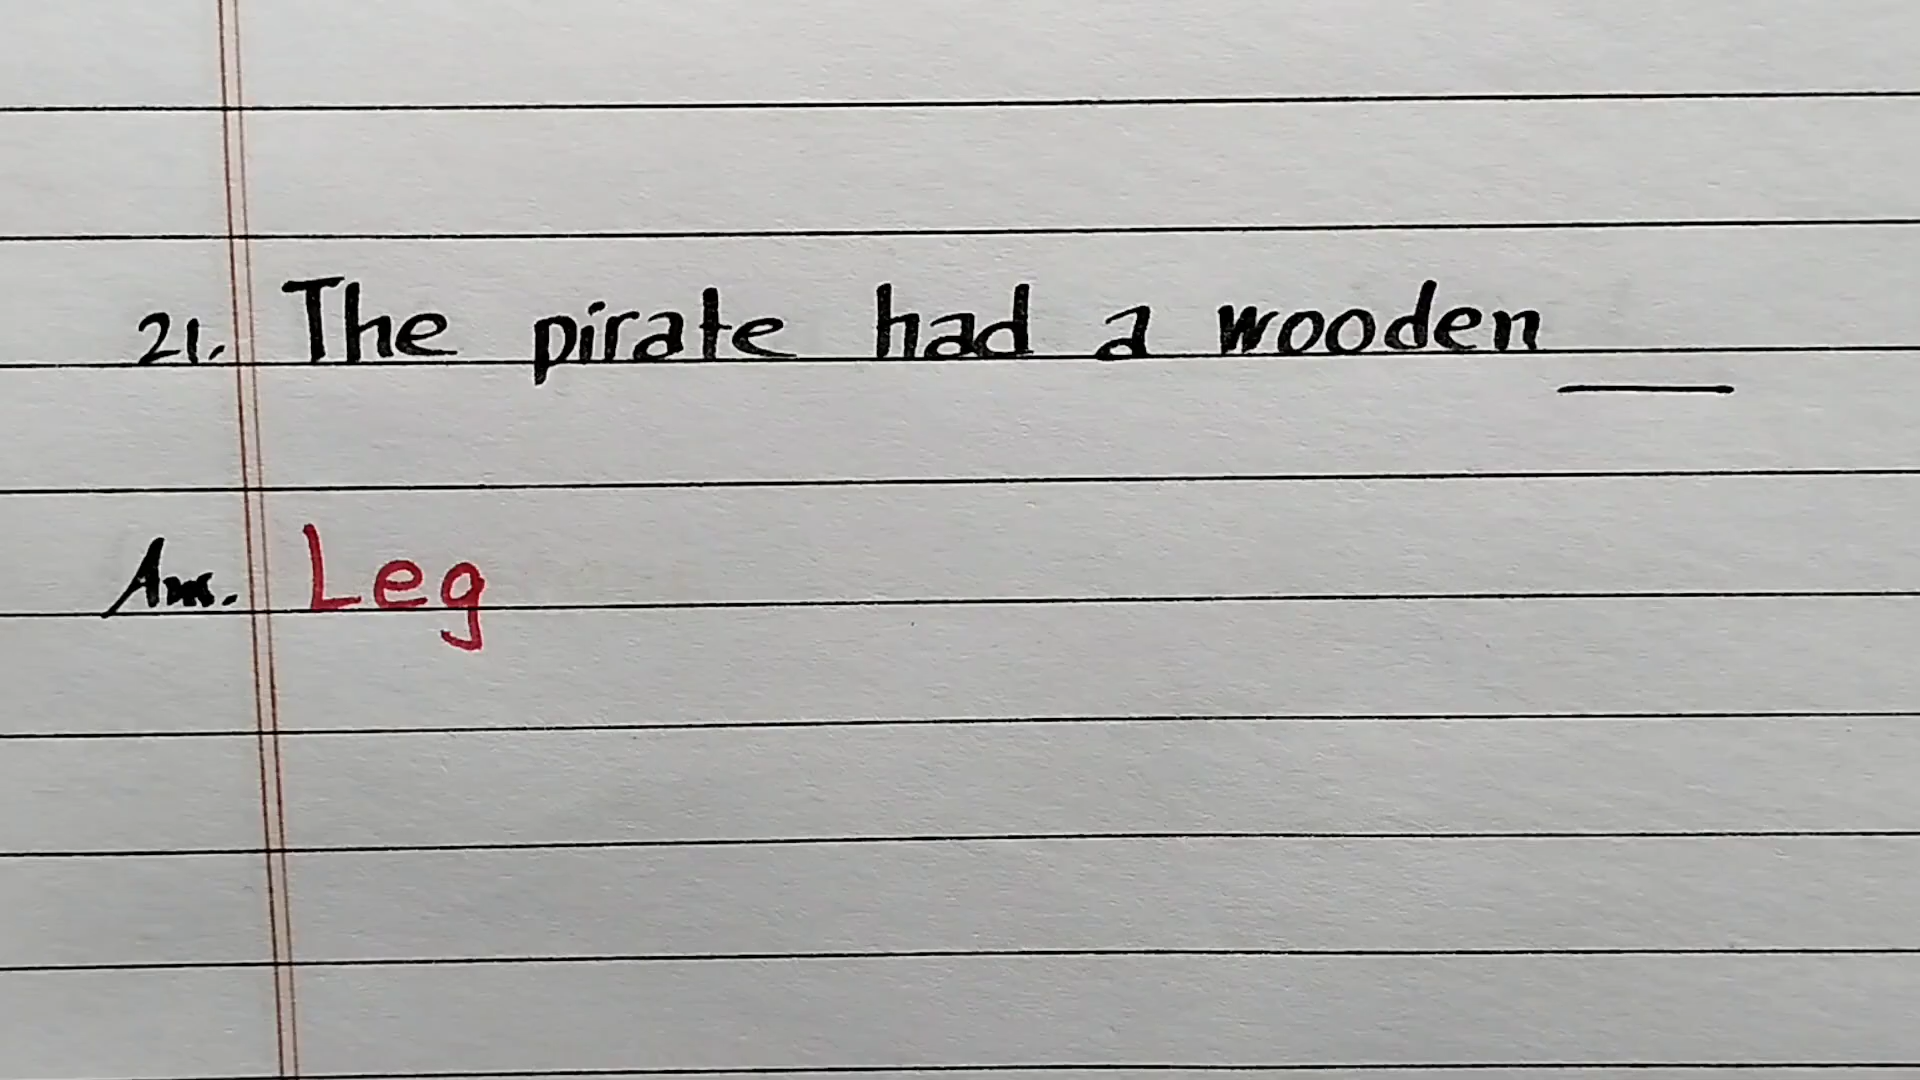 21. The pirate had a wooden ___
Ans. Leg